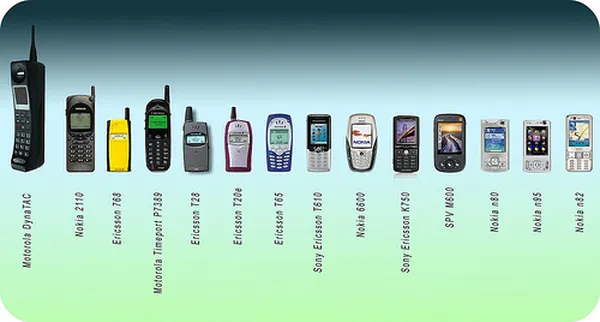 Motorola DynaTAC
Nokia 2110
Ericsson 768
Motorola Timeport P7389
Ericsson T28
Ericsson T20e
Ericsson T65
Sony Ericsson T610
Nokia 6600
Sony Ericsson K750
SPV M600
Nokia n80
Nokia n95
Nokia n82
NOKIA